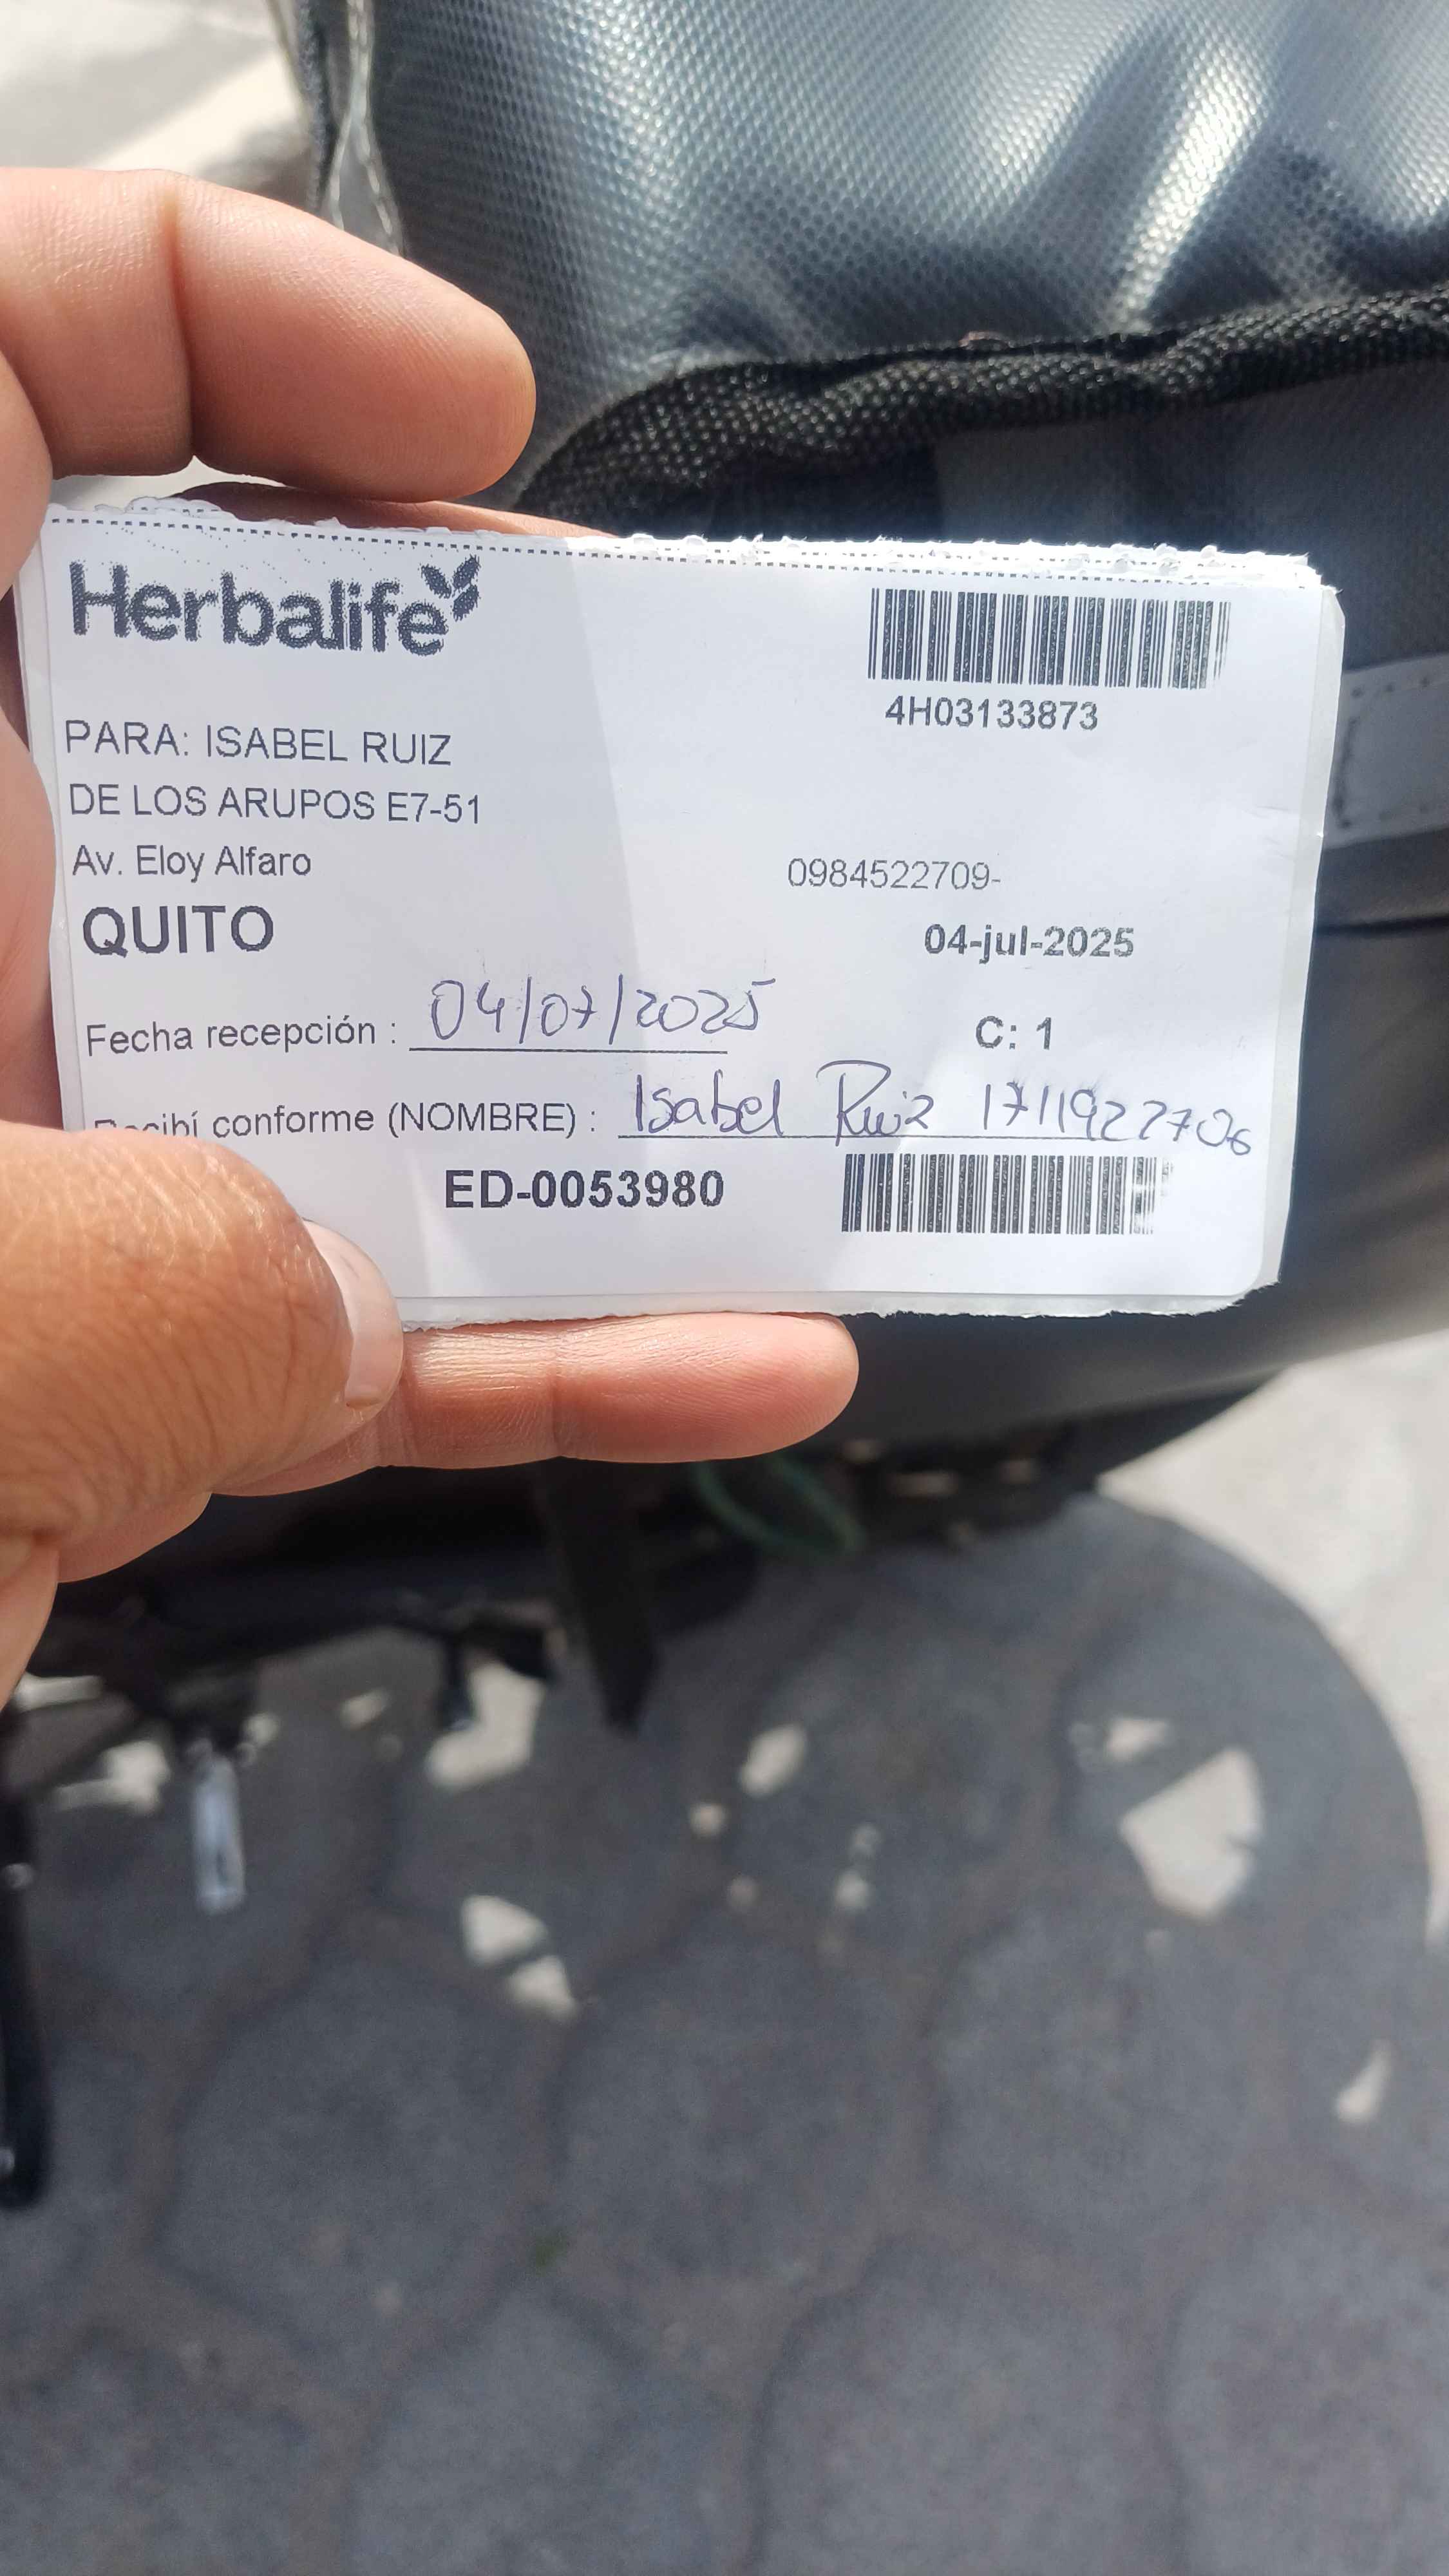 Herbalife
4H03133873
PARA: ISABEL RUIZ
DE LOS ARUPOS E7-51
Av. Eloy Alfaro
0984522709-
QUITO
04-jul-2025
Fecha recepción : 04/07/2025
C: 1
Recibí conforme (NOMBRE) : Isabel Ruiz 1711922706
ED-0053980